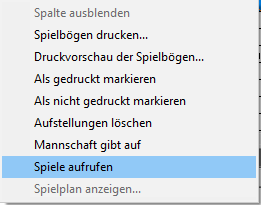 Spalte ausblenden
Spielbögen drucken...
Druckvorschau der Spielbögen...
Als gedruckt markieren
Als nicht gedruckt markieren
Aufstellungen löschen
Mannschaft gibt auf
Spiele aufrufen
Spielplan anzeigen...